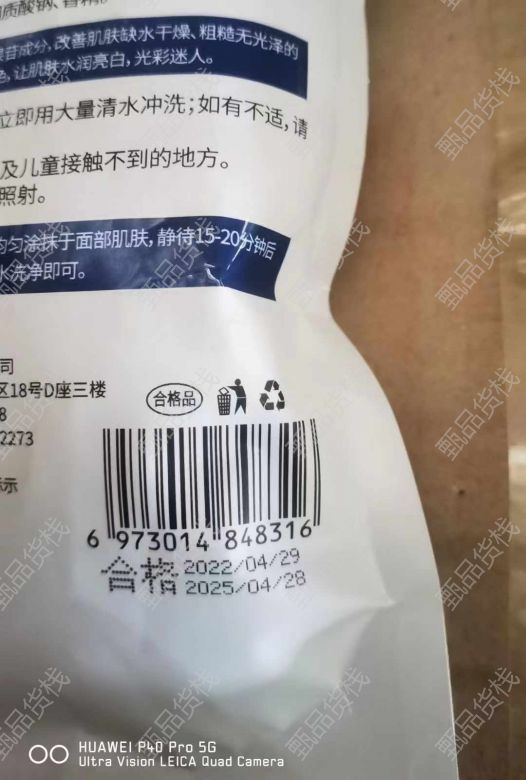 质酸钠、香精。
苷成分，改善肌肤缺水干燥、粗糙无光泽的
让肌肤水润亮白，光彩迷人。
立即用大量清水冲洗；如有不适，请
及儿童接触不到的地方。
照射。
匀涂抹于面部肌肤，静待15-20分钟后
水洗净即可。
司
区18号D座三楼
8
2273
示
合格品
6 973014 848316
合格 2022/04/29
2025/04/28
HUAWEI P40 Pro 5G
Ultra Vision LEICA Quad Camera
甄品货栈